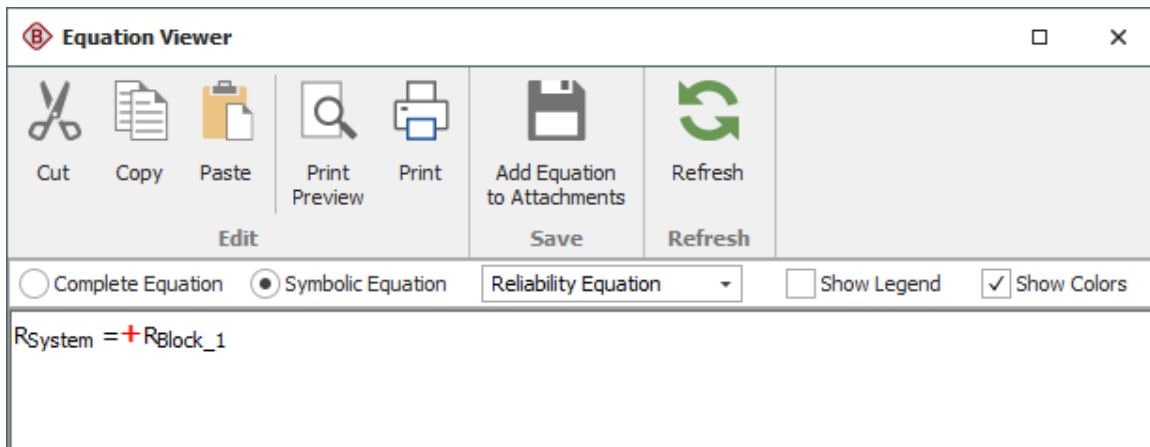 B Equation Viewer
Cut Copy Paste Print Preview Print Add Equation to Attachments Refresh
Edit Save Refresh
Complete Equation Symbolic Equation Reliability Equation Show Legend Show Colors
RSystem =+RBlock_1